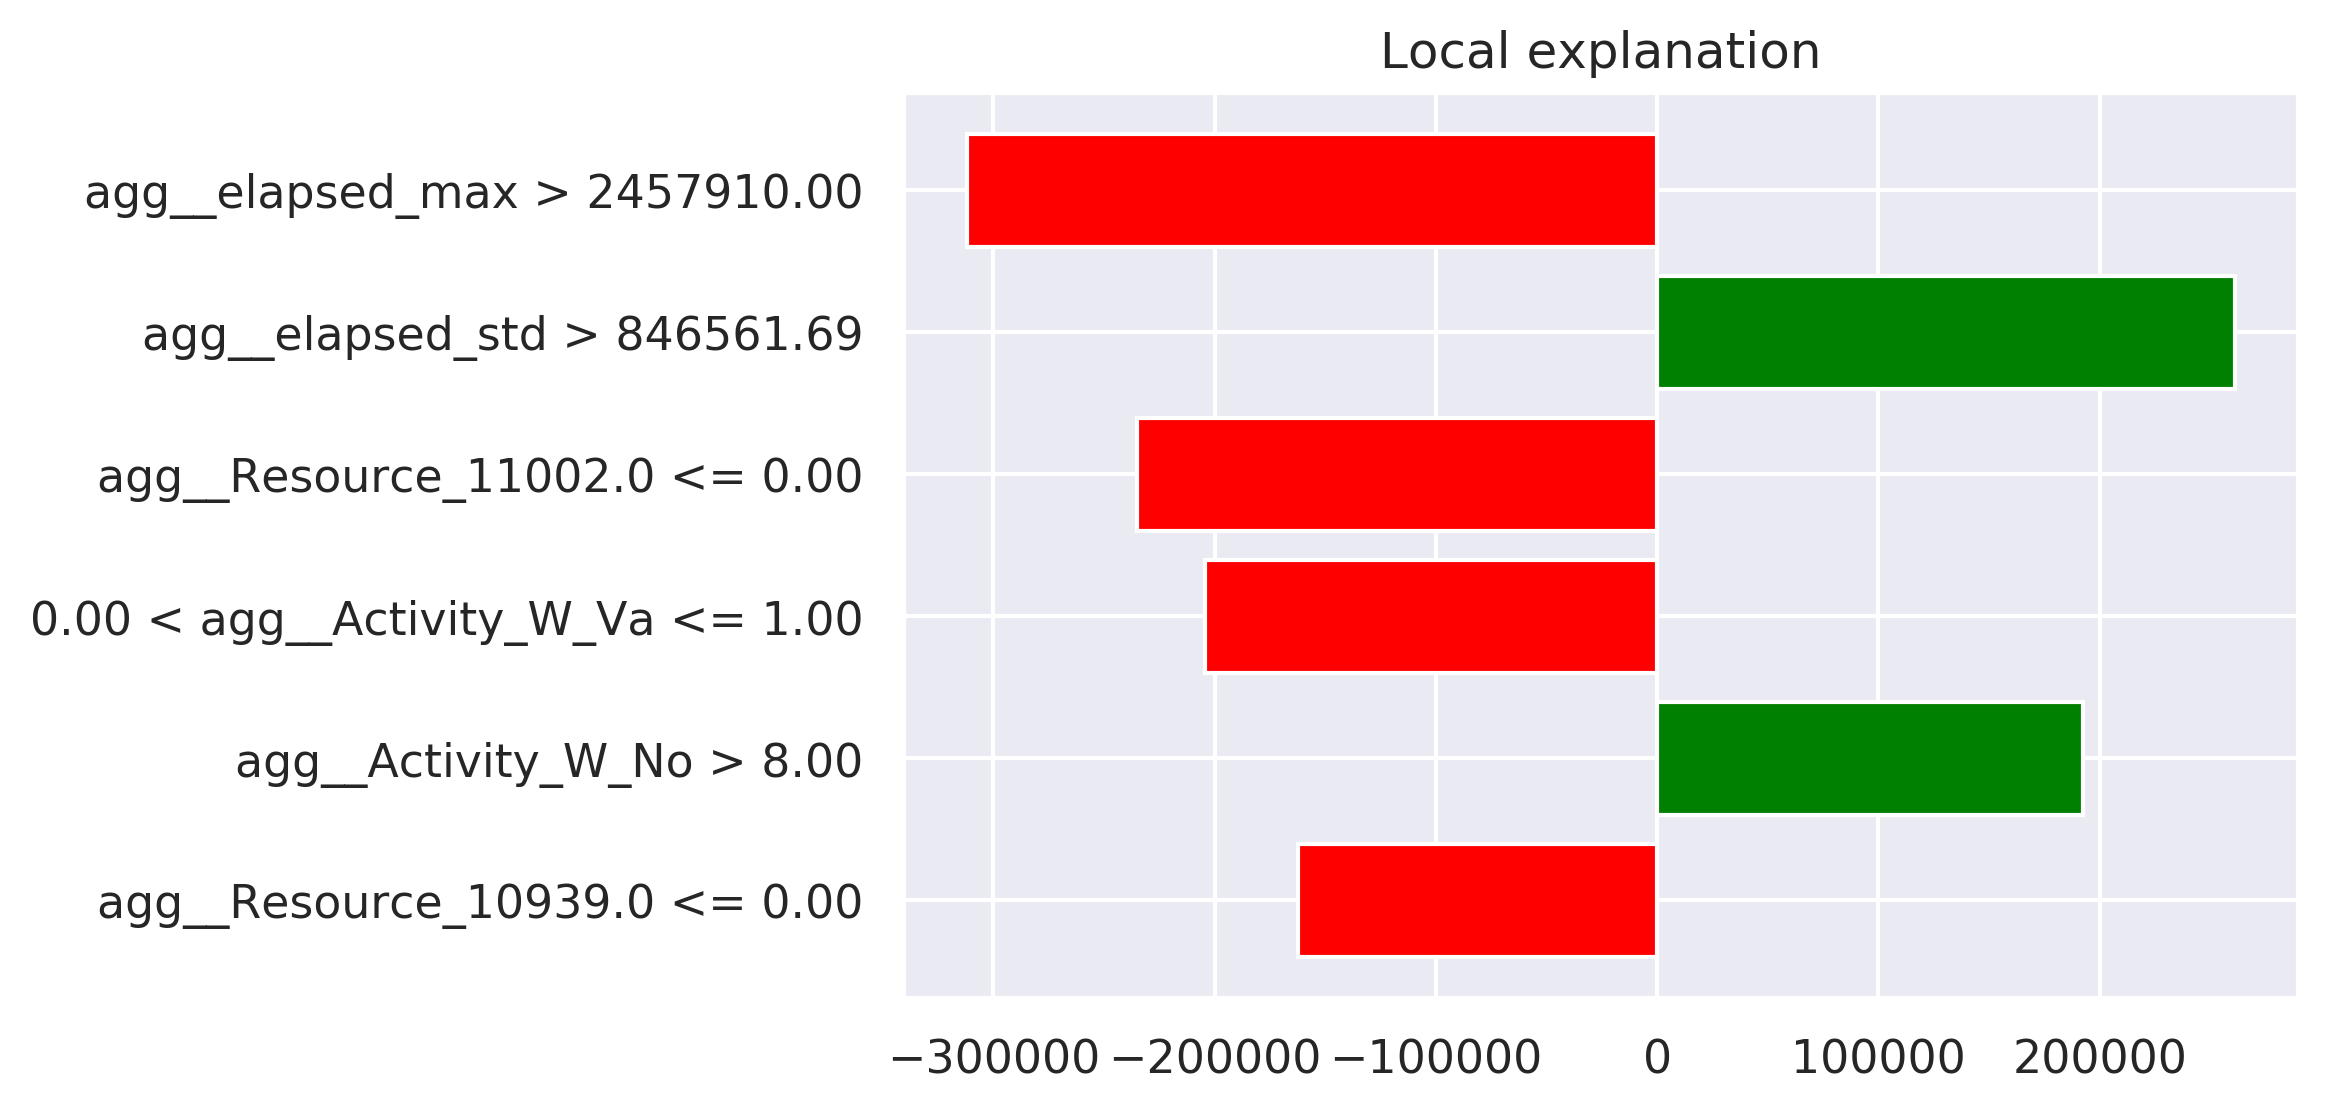 Local explanation
agg__elapsed_max > 2457910.00
agg__elapsed_std > 846561.69
agg__Resource_11002.0 <= 0.00
0.00 < agg__Activity_W_Va <= 1.00
agg__Activity_W_No > 8.00
agg__Resource_10939.0 <= 0.00
−300000 −200000 −100000 0 100000 200000